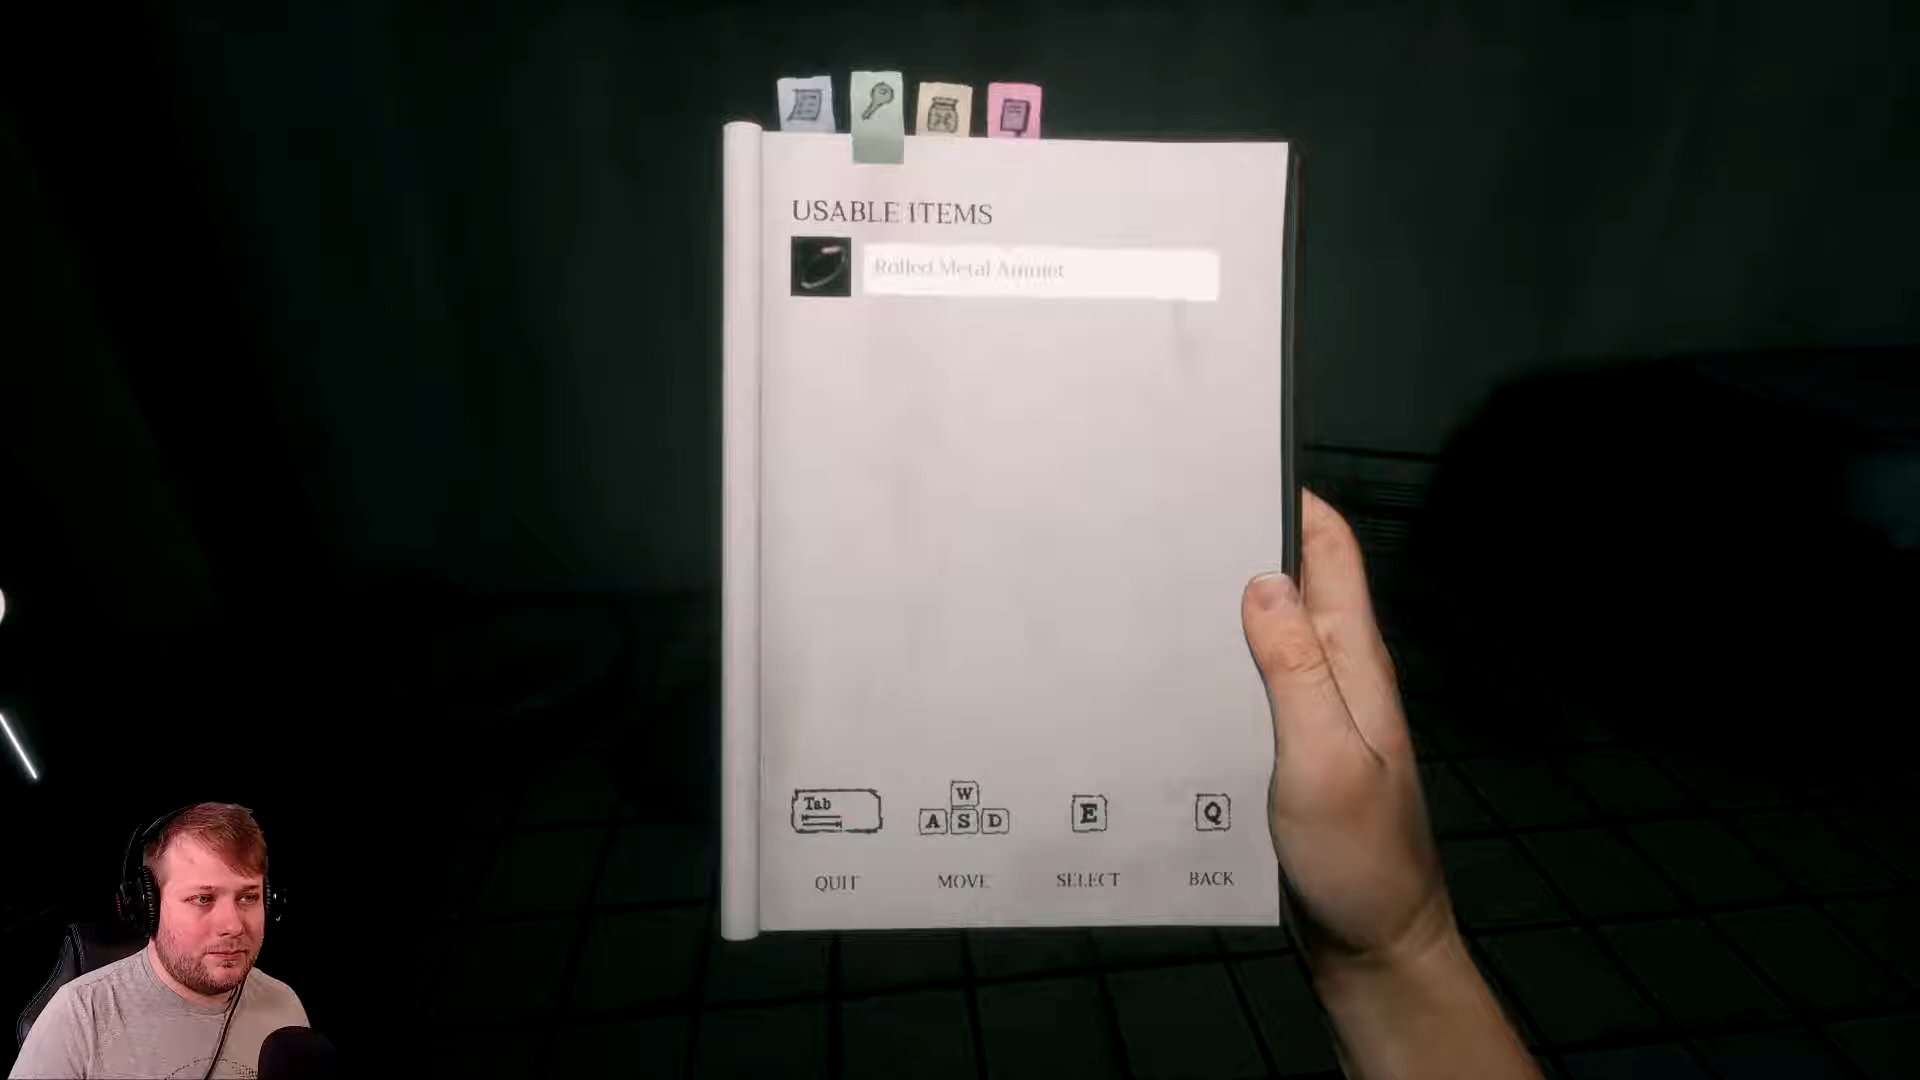 USABLE ITEMS
Rolled Metal Amulet
Tab
W
A S D
E
Q
QUIT
MOVE
SELECT
BACK